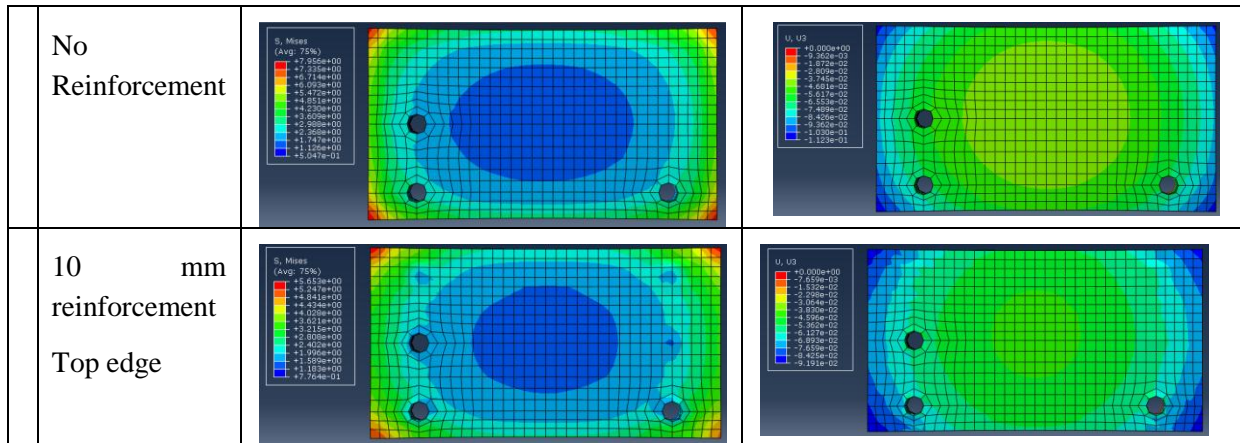 No
Reinforcement
S, Mises
(Avg: 75%)
+7.956e+00
+7.335e+00
+6.714e+00
+6.093e+00
+5.472e+00
+4.851e+00
+4.230e+00
+3.609e+00
+2.988e+00
+2.368e+00
+1.747e+00
+1.126e+00
+5.047e-01
U, U3
+0.000e+00
-9.362e-03
-1.872e-02
-2.809e-02
-3.745e-02
-4.681e-02
-5.617e-02
-6.553e-02
-7.489e-02
-8.426e-02
-9.362e-02
-1.030e-01
-1.123e-01
10 mm
reinforcement
Top edge
S, Mises
(Avg: 75%)
+5.653e+00
+5.247e+00
+4.841e+00
+4.434e+00
+4.028e+00
+3.621e+00
+3.215e+00
+2.808e+00
+2.402e+00
+1.996e+00
+1.589e+00
+1.183e+00
+7.764e-01
U, U3
+0.000e+00
-7.659e-03
-1.532e-02
-2.298e-02
-3.064e-02
-3.830e-02
-4.596e-02
-5.362e-02
-6.127e-02
-6.893e-02
-7.659e-02
-8.425e-02
-9.191e-02